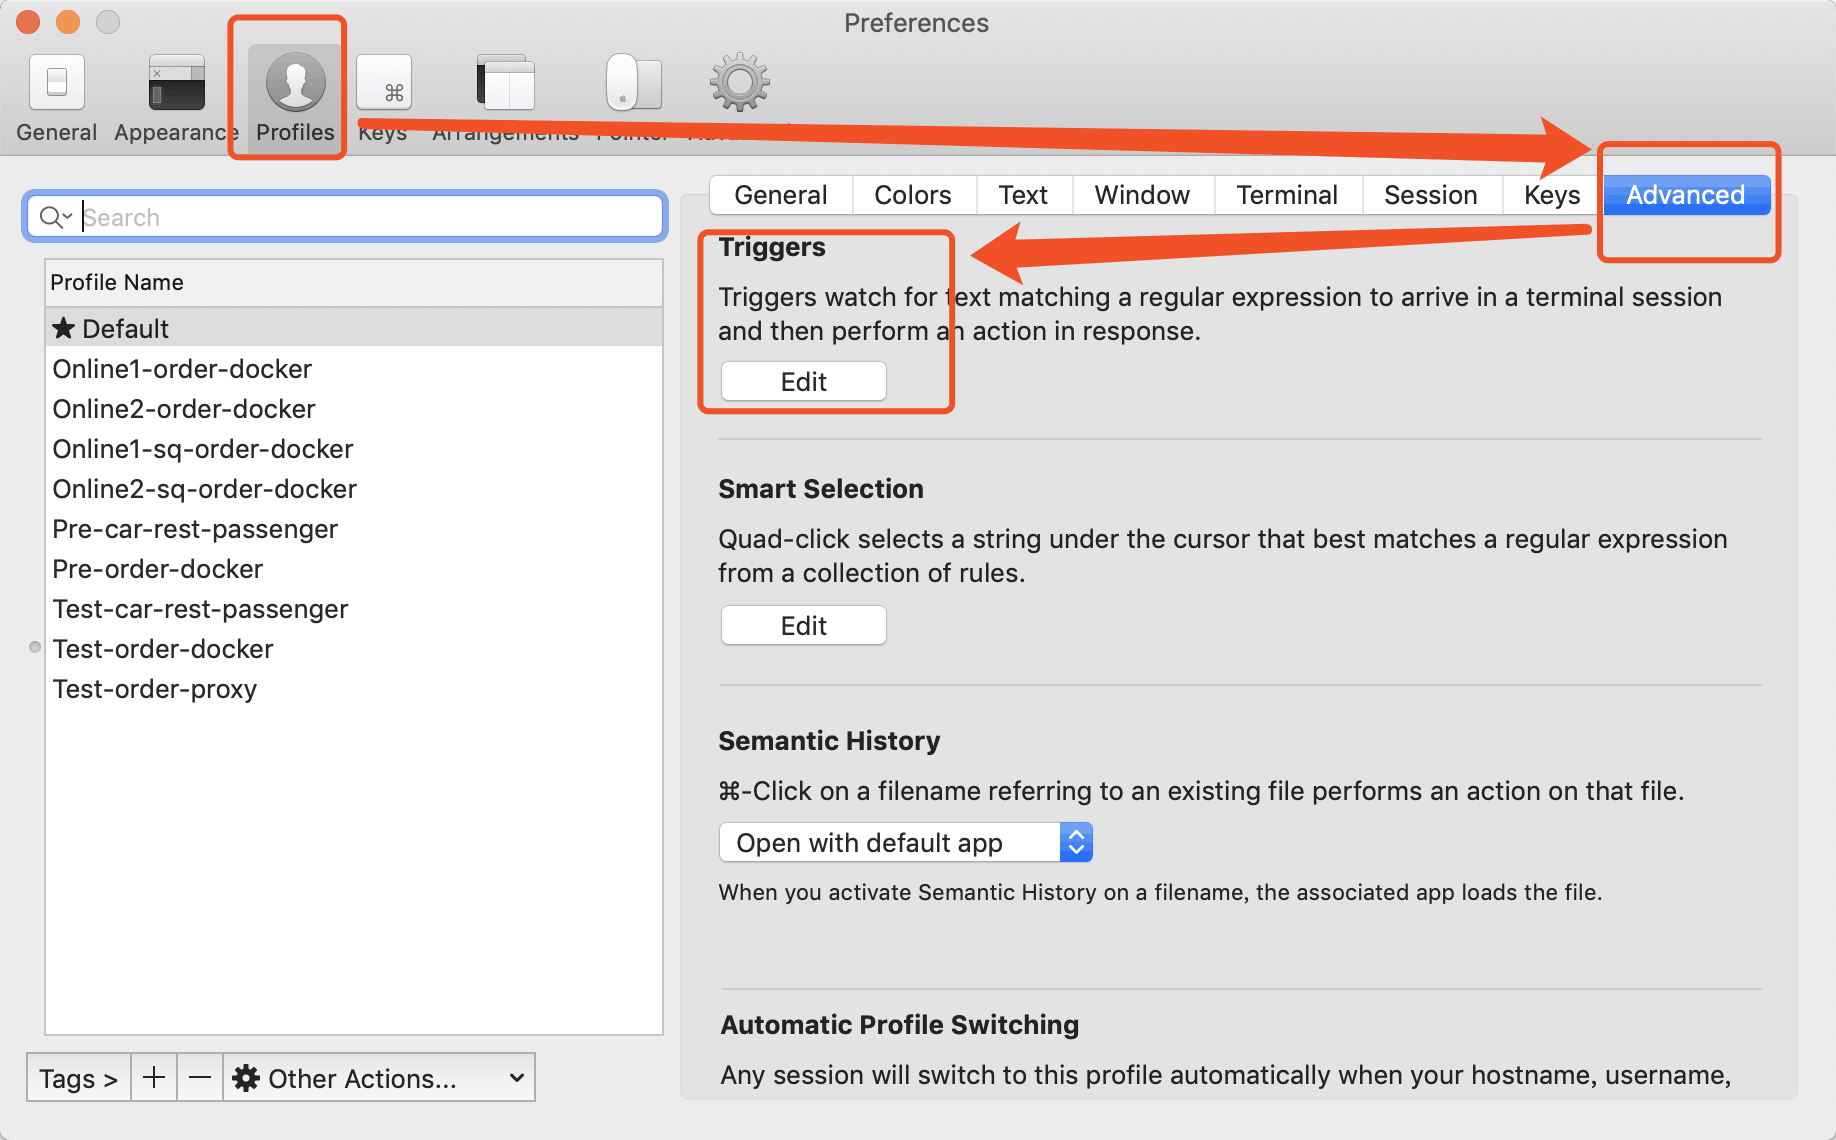 Preferences
General Appearance Profiles Keys Arrangements Pointer
Search
Profile Name
★ Default
Online1-order-docker
Online2-order-docker
Online1-sq-order-docker
Online2-sq-order-docker
Pre-car-rest-passenger
Pre-order-docker
Test-car-rest-passenger
Test-order-docker
Test-order-proxy
Tags > + − Other Actions...
General Colors Text Window Terminal Session Keys Advanced
Triggers
Triggers watch for text matching a regular expression to arrive in a terminal session
and then perform an action in response.
Edit
Smart Selection
Quad-click selects a string under the cursor that best matches a regular expression
from a collection of rules.
Edit
Semantic History
⌘-Click on a filename referring to an existing file performs an action on that file.
Open with default app
When you activate Semantic History on a filename, the associated app loads the file.
Automatic Profile Switching
Any session will switch to this profile automatically when your hostname, username,